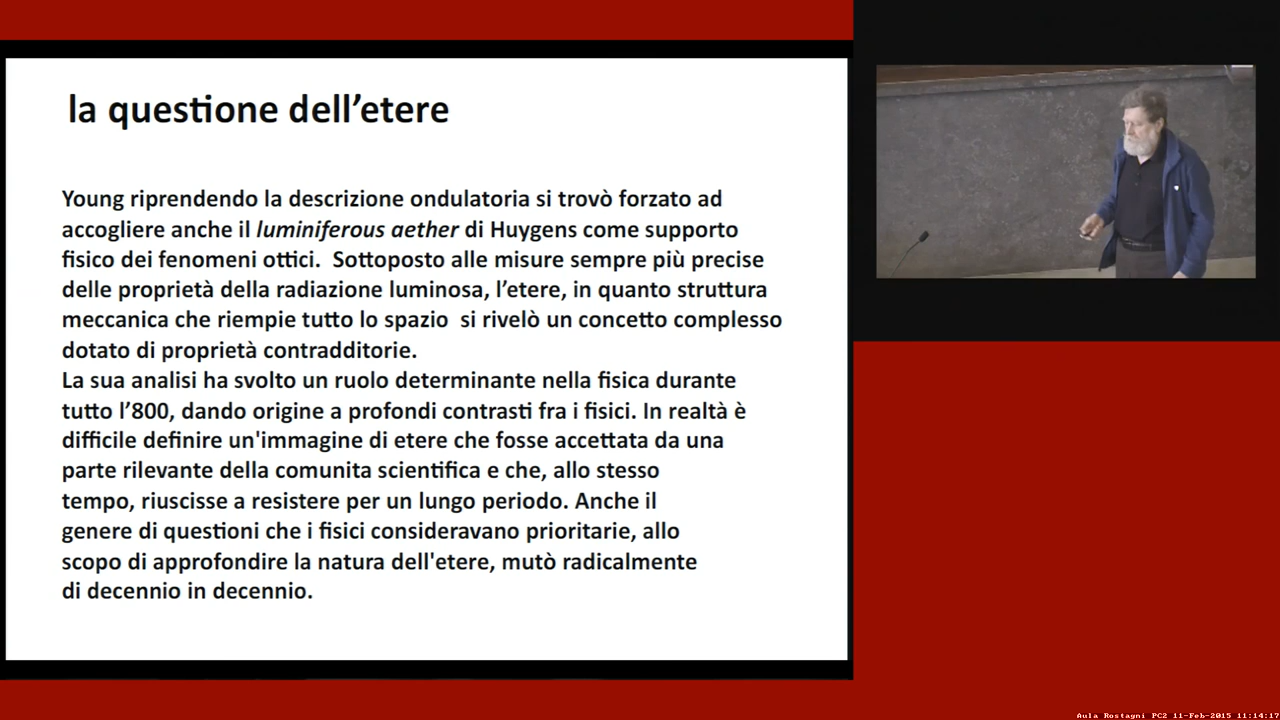 la questione dell’etere
Young riprendendo la descrizione ondulatoria si trovò forzato ad
accogliere anche il luminiferous aether di Huygens come supporto
fisico dei fenomeni ottici.  Sottoposto alle misure sempre più precise
delle proprietà della radiazione luminosa, l’etere, in quanto struttura
meccanica che riempie tutto lo spazio  si rivelò un concetto complesso
dotato di proprietà contradditorie.
La sua analisi ha svolto un ruolo determinante nella fisica durante
tutto l’800, dando origine a profondi contrasti fra i fisici. In realtà è
difficile definire un'immagine di etere che fosse accettata da una
parte rilevante della comunita scientifica e che, allo stesso
tempo, riuscisse a resistere per un lungo periodo. Anche il
genere di questioni che i fisici consideravano prioritarie, allo
scopo di approfondire la natura dell'etere, mutò radicalmente
di decennio in decennio.
Aula Rostagni PC2 11-Feb-2015 11:14:17